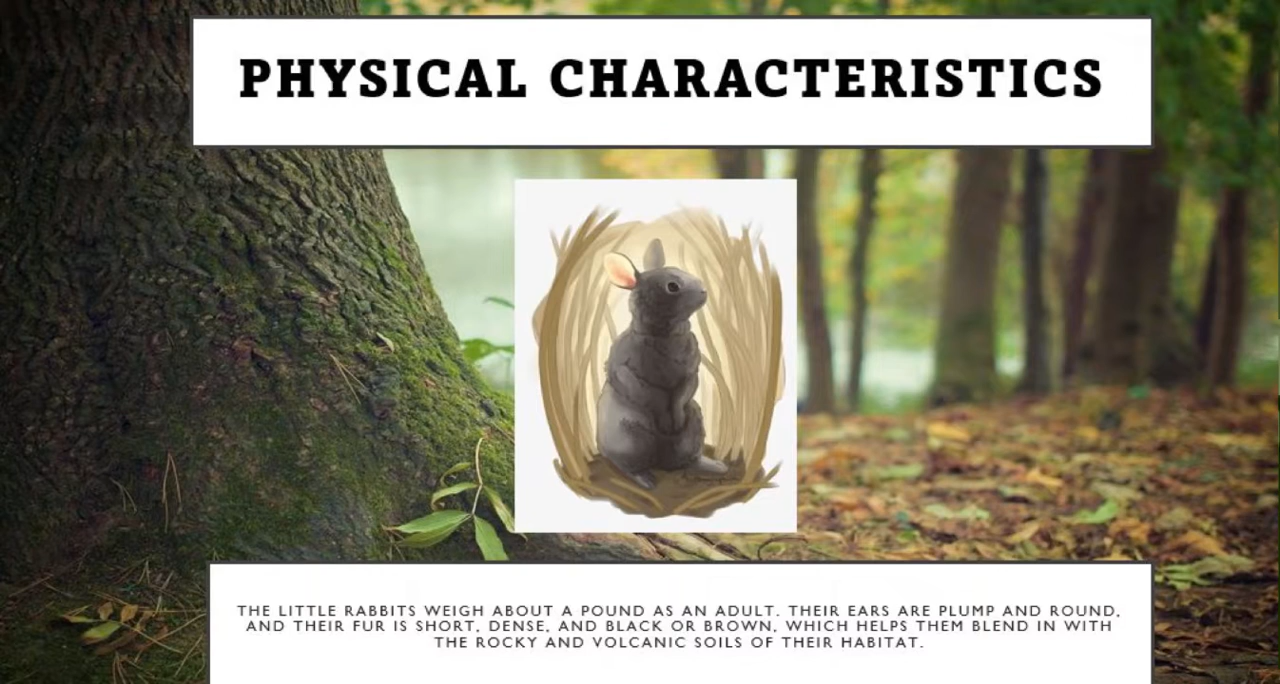 PHYSICAL CHARACTERISTICS
THE LITTLE RABBITS WEIGH ABOUT A POUND AS AN ADULT. THEIR EARS ARE PLUMP AND ROUND,
AND THEIR FUR IS SHORT, DENSE, AND BLACK OR BROWN, WHICH HELPS THEM BLEND IN WITH
THE ROCKY AND VOLCANIC SOILS OF THEIR HABITAT.